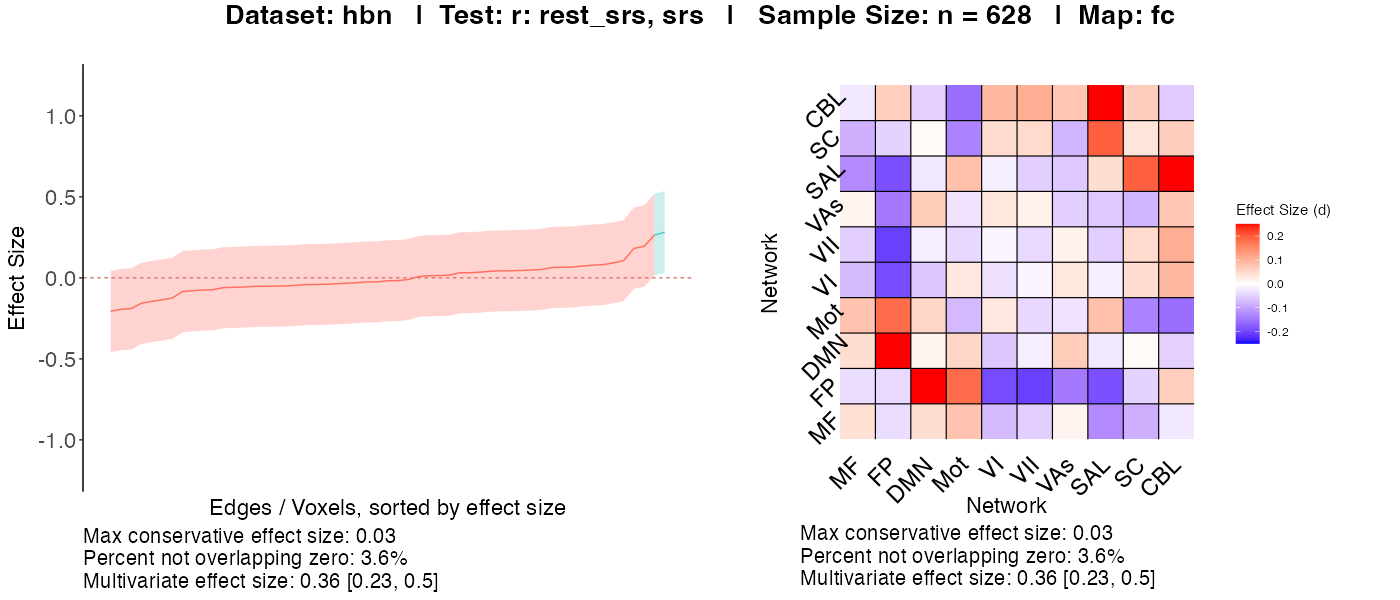 Dataset: hbn | Test: r: rest_srs, srs | Sample Size: n = 628 | Map: fc
Effect Size
1.0
0.5
0.0
-0.5
-1.0
Edges / Voxels, sorted by effect size
Max conservative effect size: 0.03
Percent not overlapping zero: 3.6%
Multivariate effect size: 0.36 [0.23, 0.5]
Network
CBL
SC
SAL
VAs
VII
VI
Mot
DMN
FP
MF
MF
FP
DMN
Mot
VI
VII
VAs
SAL
SC
CBL
Network
Max conservative effect size: 0.03
Percent not overlapping zero: 3.6%
Multivariate effect size: 0.36 [0.23, 0.5]
Effect Size (d)
0.2
0.1
0.0
-0.1
-0.2